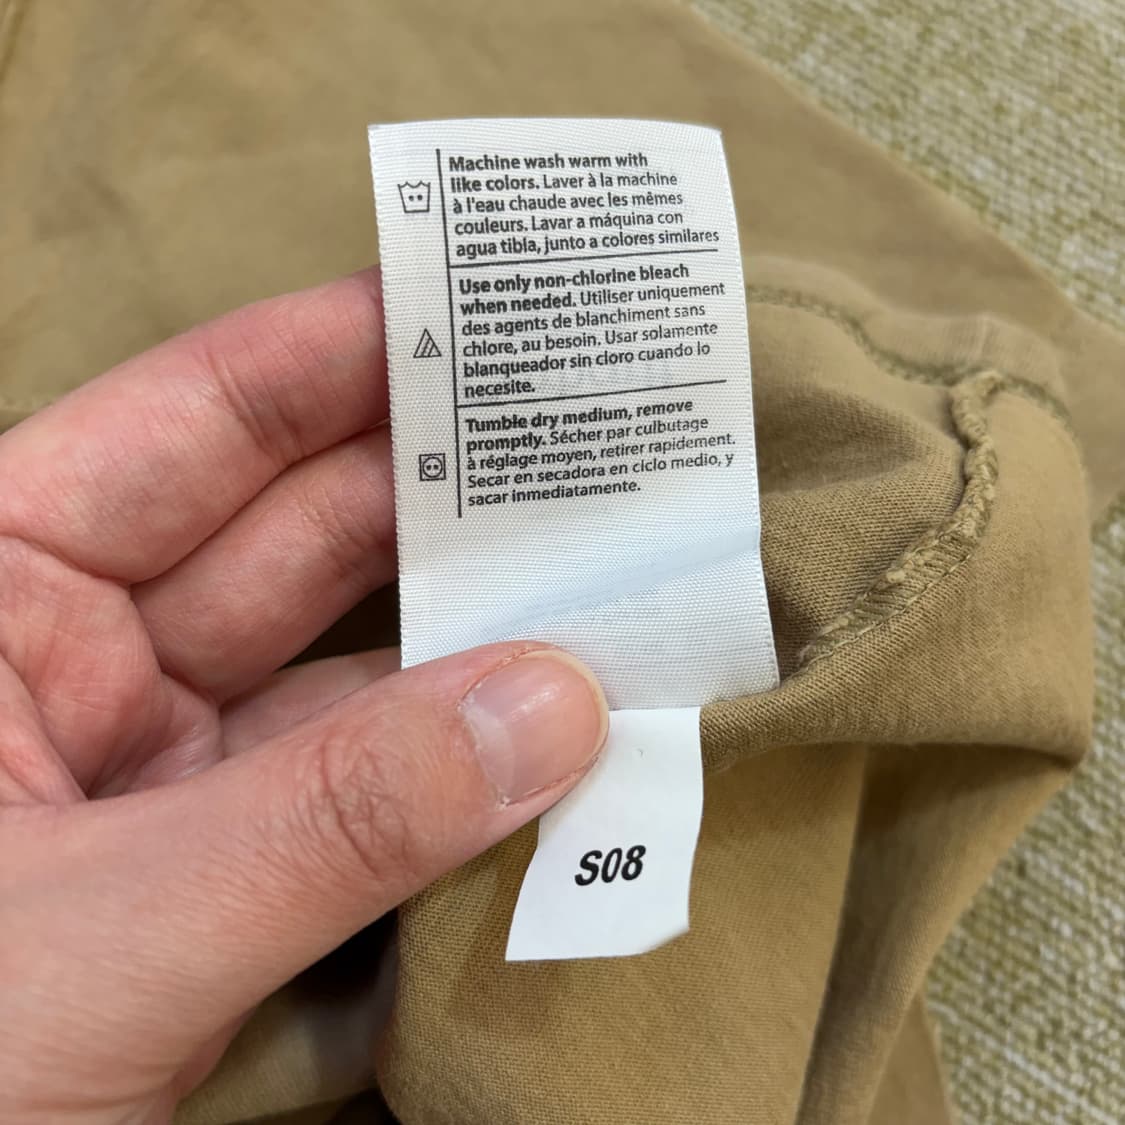 Machine wash warm with
like colors. Laver à la machine
à l'eau chaude avec les mêmes
couleurs. Lavar a máquina con
agua tibla, junto a colores similares
Use only non-chlorine bleach
when needed. Utiliser uniquement
des agents de blanchiment sans
chlore, au besoin. Usar solamente
blanqueador sin cloro cuando lo
necesite.
Tumble dry medium, remove
promptly. Sécher par culbutage
à réglage moyen, retirer rapidement.
Secar en secadora en ciclo medio, y
sacar inmediatamente.
S08